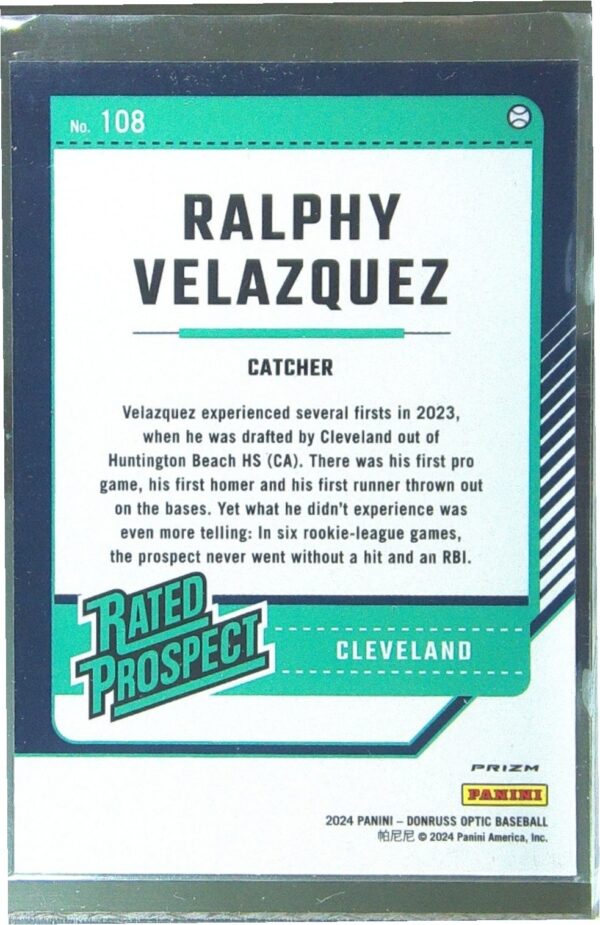 No. 108
RALPHY
VELAZQUEZ
CATCHER
Velazquez experienced several firsts in 2023,
when he was drafted by Cleveland out of
Huntington Beach HS (CA). There was his first pro
game, his first homer and his first runner thrown out
on the bases. Yet what he didn't experience was
even more telling: In six rookie-league games,
the prospect never went without a hit and an RBI.
RATED
PROSPECT
CLEVELAND
PRIZM
PANINI
2024 PANINI – DONRUSS OPTIC BASEBALL
帕尼尼 © 2024 Panini America, Inc.